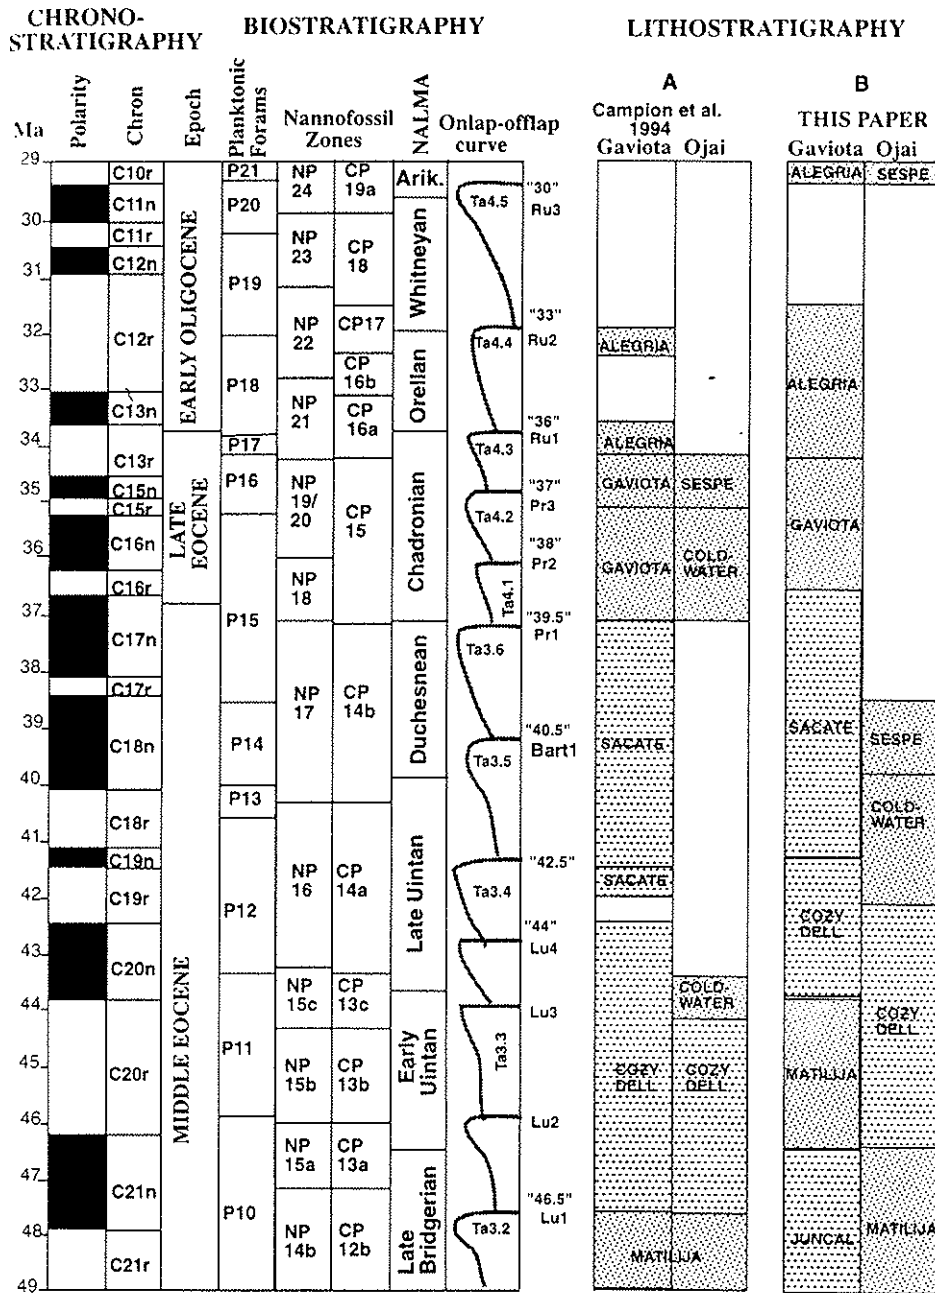 CHRONO-
STRATIGRAPHY
BIOSTRATIGRAPHY
LITHOSTRATIGRAPHY
Ma
Polarity
Chron
Epoch
Planktonic
Forams
Nannofossil
Zones
NALMA
Onlap-offlap
curve
A
Campion et al.
1994
Gaviota Ojai
B
THIS PAPER
Gaviota Ojai
29
30
31
32
33
34
35
36
37
38
39
40
41
42
43
44
45
46
47
48
49
C10r
C11n
C11r
C12n
C12r
C13n
C13r
C15n
C15r
C16n
C16r
C17n
C17r
C18n
C18r
C19n
C19r
C20n
C20r
C21n
C21r
EARLY OLIGOCENE
LATE
EOCENE
MIDDLE EOCENE
P21
P20
P19
P18
P17
P16
P15
P14
P13
P12
P11
P10
NP
24
NP
23
NP
22
NP
21
NP
19/
20
NP
18
NP
17
NP
16
NP
15c
NP
15b
NP
15a
NP
14b
CP
19a
CP
18
CP17
CP
16b
CP
16a
CP
15
CP
14b
CP
14a
CP
13c
CP
13b
CP
13a
CP
12b
Arik.
Whitneyan
Orellan
Chadronian
Duchesnean
Late Uintan
Early
Uintan
Late
Bridgerian
Ta4.5
Ta4.4
Ta4.3
Ta4.2
Ta4.1
Ta3.6
Ta3.5
Ta3.4
Ta3.3
Ta3.2
"30"
Ru3
"33"
Ru2
"36"
Ru1
"37"
Pr3
"38"
Pr2
"39.5"
Pr1
"40.5"
Bart1
"42.5"
"44"
Lu4
Lu3
Lu2
"46.5"
Lu1
ALEGRIA
ALEGRIA
GAVIOTA
GAVIOTA
SACATE
SACATE
COZY
DELL
MATILIJA
SESPE
COLD-
WATER
COLD-
WATER
COZY
DELL
ALEGRIA
ALEGRIA
GAVIOTA
SACATE
COZY
DELL
MATILIJA
JUNCAL
SESPE
SESPE
COLD-
WATER
COZY
DELL
MATILIJA